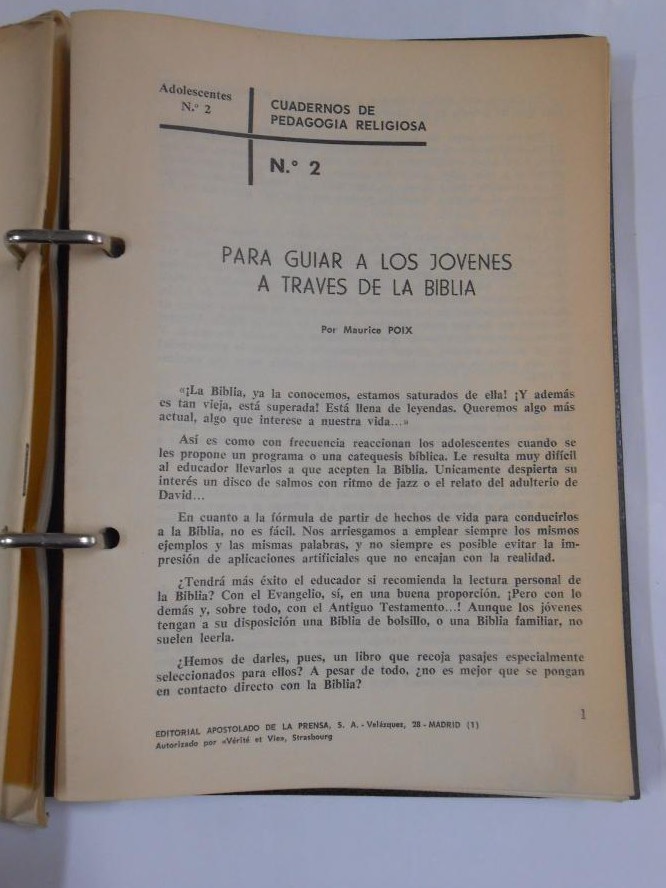 Adolescentes
N.° 2
CUADERNOS DE
PEDAGOGIA RELIGIOSA
N.° 2
PARA GUIAR A LOS JOVENES
A TRAVES DE LA BIBLIA
Por Maurice POIX
«¡La Biblia, ya la conocemos, estamos saturados de ella! ¡Y además
es tan vieja, está superada! Está llena de leyendas. Queremos algo más
actual, algo que interese a nuestra vida...»
Así es como con frecuencia reaccionan los adolescentes cuando se
les propone un programa o una catequesis bíblica. Le resulta muy difícil
al educador llevarlos a que acepten la Biblia. Unicamente despierta su
interés un disco de salmos con ritmo de jazz o el relato del adulterio de
David...
En cuanto a la fórmula de partir de hechos de vida para conducirlos
a la Biblia, no es fácil. Nos arriesgamos a emplear siempre los mismos
ejemplos y las mismas palabras, y no siempre es posible evitar la im-
presión de aplicaciones artificiales que no encajan con la realidad.
¿Tendrá más éxito el educador si recomienda la lectura personal de
la Biblia? Con el Evangelio, sí, en una buena proporción. ¡Pero con lo
demás y, sobre todo, con el Antiguo Testamento...! Aunque los jóvenes
tengan a su disposición una Biblia de bolsillo, o una Biblia familiar, no
suelen leerla.
¿Hemos de darles, pues, un libro que recoja pasajes especialmente
seleccionados para ellos? A pesar de todo, ¿no es mejor que se pongan
en contacto directo con la Biblia?
1
EDITORIAL APOSTOLADO DE LA PRENSA, S. A. - Velázquez, 28 - MADRID (1)
Autorizado por «Vérité et Vie», Strasbourg